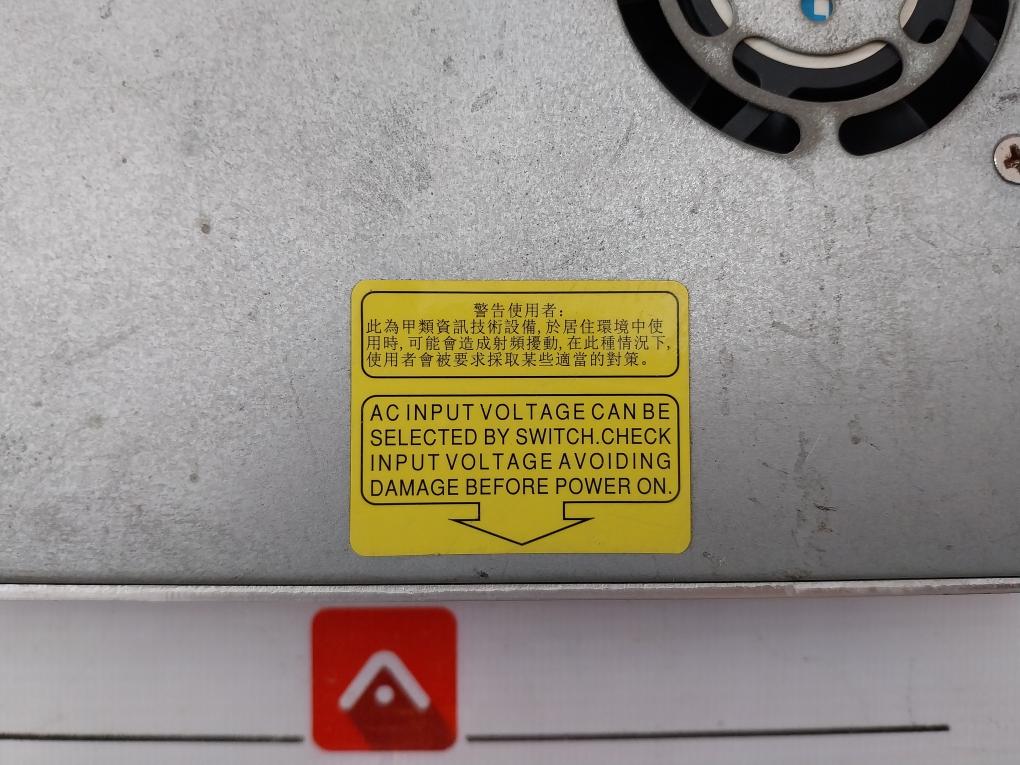 警告使用者:
此為甲類資訊技術設備,於居住環境中使
用時,可能會造成射頻擾動,在此種情況下,
使用者會被要求採取某些適當的對策。
AC INPUT VOLTAGE CAN BE
SELECTED BY SWITCH.CHECK
INPUT VOLTAGE AVOIDING
DAMAGE BEFORE POWER ON.